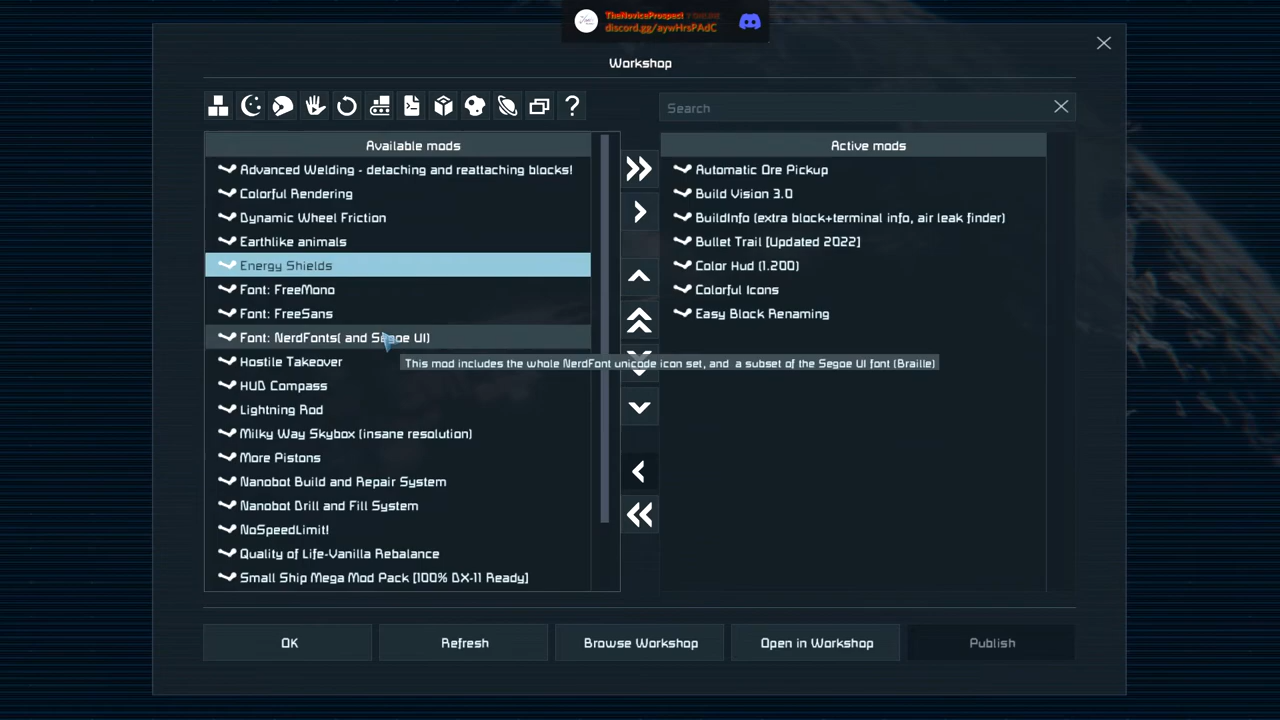 TheNoviceProspect
discord.gg/aywHrsPAdC
Workshop
?
Search
Available mods
Advanced Welding - detaching and reattaching blocks!
Colorful Rendering
Dynamic Wheel Friction
Earthlike animals
Energy Shields
Font: FreeMono
Font: FreeSans
Font: NerdFonts( and Segoe UI)
Hostile Takeover
HUD Compass
Lightning Rod
Milky Way Skybox (insane resolution)
More Pistons
Nanobot Build and Repair System
Nanobot Drill and Fill System
NoSpeedLimit!
Quality of Life-Vanilla Rebalance
Small Ship Mega Mod Pack [100% DX-11 Ready]
This mod includes the whole NerdFont unicode icon set, and a subset of the Segoe UI font (Braille)
Active mods
Automatic Ore Pickup
Build Vision 3.0
BuildInfo (extra block+terminal info, air leak finder)
Bullet Trail [Updated 2022]
Color Hud (1.200)
Colorful Icons
Easy Block Renaming
OK
Refresh
Browse Workshop
Open in Workshop
Publish